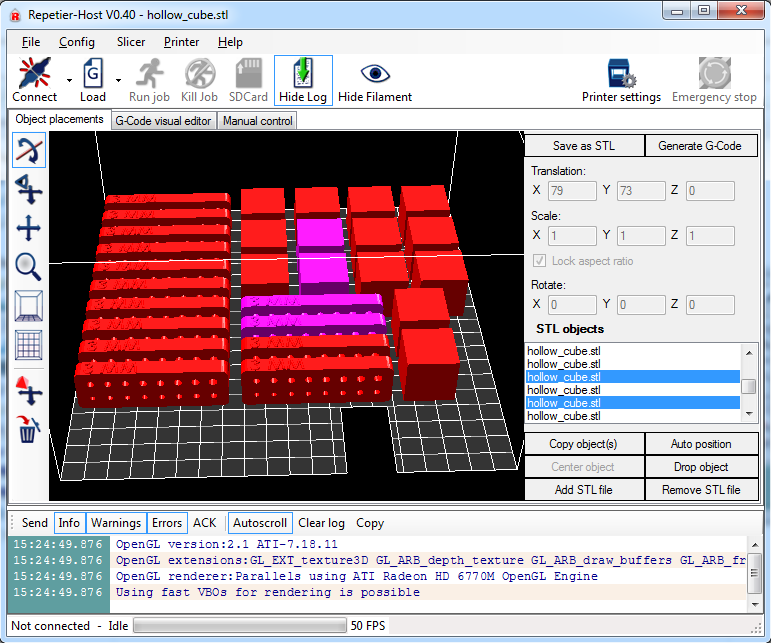 Repetier-Host V0.40 - hollow_cube.stl
File Config Slicer Printer Help
Connect Load Run job Kill Job SDCard Hide Log Hide Filament Printer settings Emergency stop
Object placements G-Code visual editor Manual control
Save as STL Generate G-Code
Translation:
X 79 Y 73 Z 0
Scale:
X 1 Y 1 Z 1
Lock aspect ratio
Rotate:
X 0 Y 0 Z 0
STL objects
hollow_cube.stl
hollow_cube.stl
hollow_cube.stl
hollow_cube.stl
hollow_cube.stl
hollow_cube.stl
Copy object(s) Auto position
Center object Drop object
Add STL file Remove STL file
3 MM
3 MM
Send Info Warnings Errors ACK Autoscroll Clear log Copy
15:24:49.876 OpenGL version:2.1 ATI-7.18.11
15:24:49.876 OpenGL extensions:GL_EXT_texture3D GL_ARB_depth_texture GL_ARB_draw_buffers GL_ARB_fr
15:24:49.876 OpenGL renderer:Parallels using ATI Radeon HD 6770M OpenGL Engine
15:24:49.876 Using fast VBOs for rendering is possible
Not connected - Idle 50 FPS